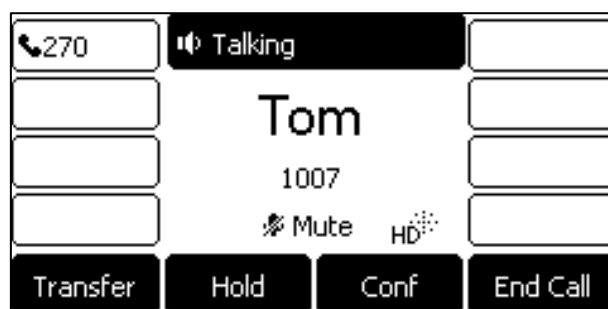 270
Talking
Tom
1007
Mute HD
Transfer Hold Conf End Call